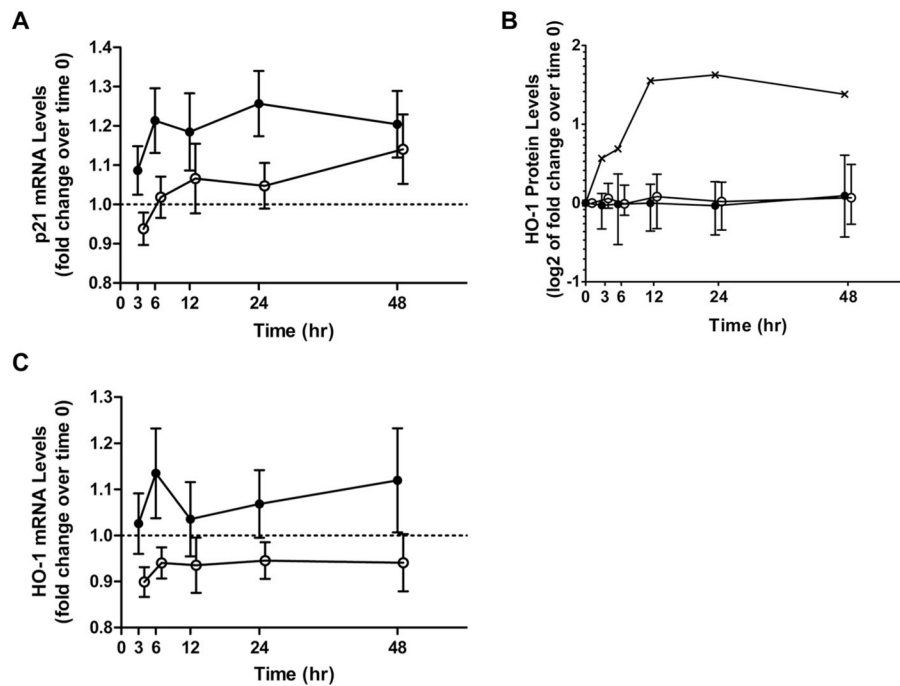 A
p21 mRNA Levels
(fold change over time 0)
1.4
1.3
1.2
1.1
1.0
0.9
0.8
0 3 6 12 24 48
Time (hr)
B
HO-1 Protein Levels
(log2 of fold change over time 0)
2
1
0
-1
0 3 6 12 24 48
Time (hr)
C
HO-1 mRNA Levels
(fold change over time 0)
1.3
1.2
1.1
1.0
0.9
0.8
0 3 6 12 24 48
Time (hr)